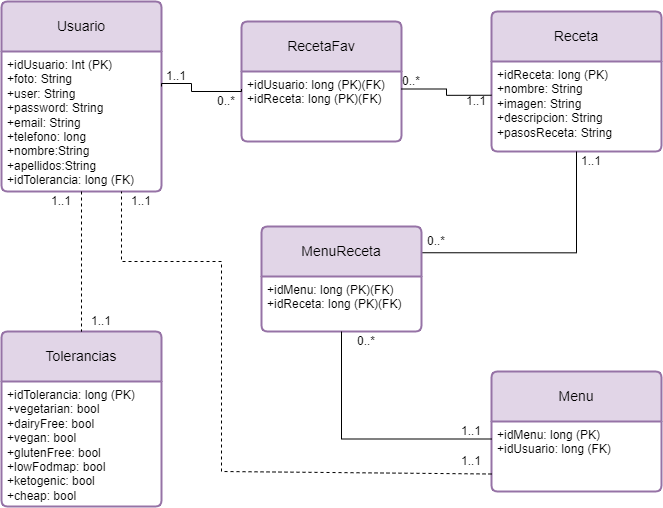 Usuario
+idUsuario: Int (PK)
+foto: String
+user: String
+password: String
+email: String
+telefono: long
+nombre:String
+apellidos:String
+idTolerancia: long (FK)
1..1
0..*
RecetaFav
+idUsuario: long (PK)(FK)
+idReceta: long (PK)(FK)
0..*
1..1
Receta
+idReceta: long (PK)
+nombre: String
+imagen: String
+descripcion: String
+pasosReceta: String
1..1
1..1
1..1
0..*
MenuReceta
+idMenu: long (PK)(FK)
+idReceta: long (PK)(FK)
0..*
1..1
Tolerancias
+idTolerancia: long (PK)
+vegetarian: bool
+dairyFree: bool
+vegan: bool
+glutenFree: bool
+lowFodmap: bool
+ketogenic: bool
+cheap: bool
1..1
1..1
Menu
+idMenu: long (PK)
+idUsuario: long (FK)